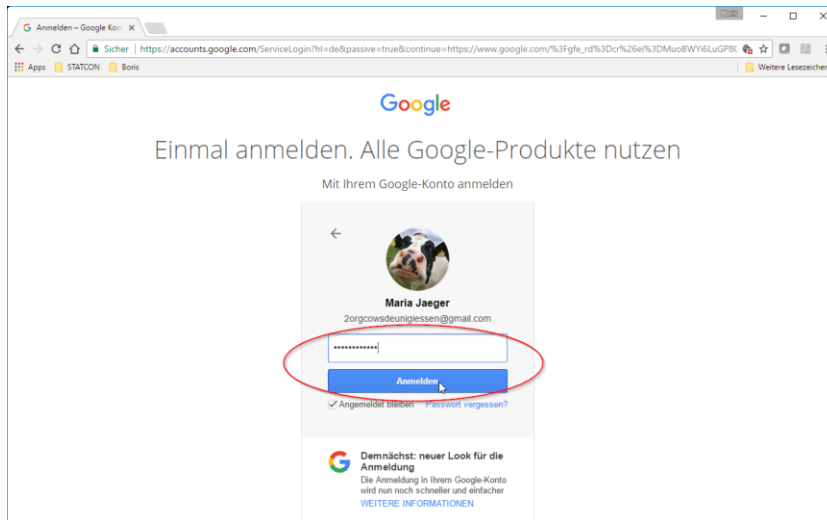 Boris
Anmelden – Google Kon
Sicher | https://accounts.google.com/ServiceLogin?hl=de&passive=true&continue=https://www.google.com/%3Fgfe_rd%3Dcr%26ei%3DMuoBWYi6LuGP8(
Apps STATCON Boris Weitere Lesezeichen
Google
Einmal anmelden. Alle Google-Produkte nutzen
Mit Ihrem Google-Konto anmelden
Maria Jaeger
2orgcowsdeunigiessen@gmail.com
••••••••••••
Anmelden
Angemeldet bleiben Passwort vergessen?
Demnächst: neuer Look für die
Anmeldung
Die Anmeldung in Ihrem Google-Konto
wird nun noch schneller und einfacher
WEITERE INFORMATIONEN